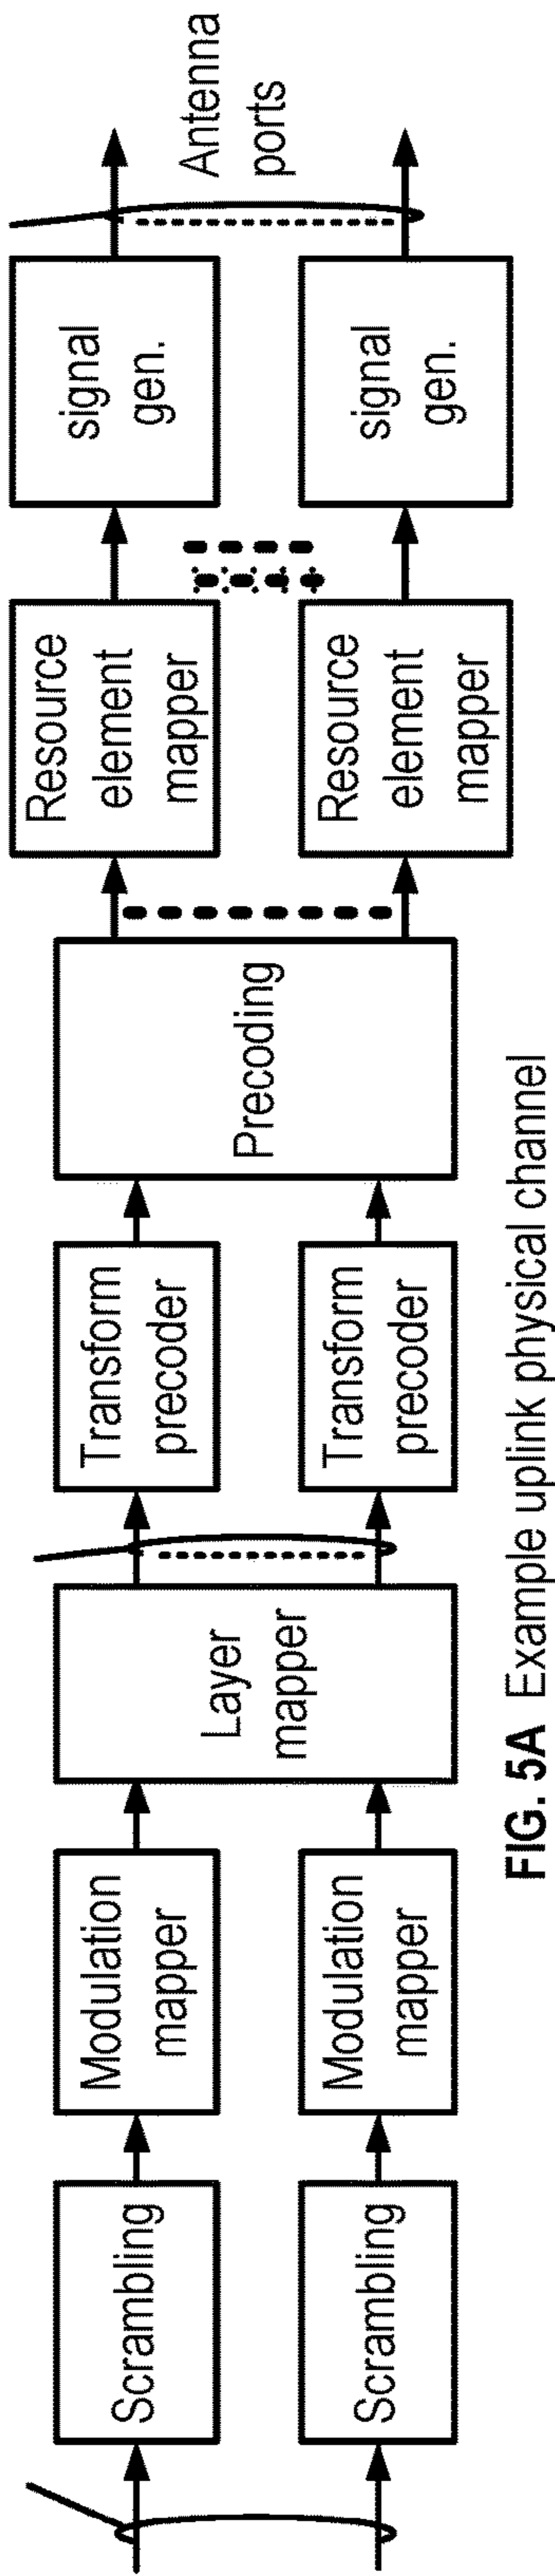 Scrambling
Scrambling
Modulation
mapper
Modulation
mapper
Layer
mapper
Transform
precoder
Transform
precoder
Precoding
Resource
element
mapper
Resource
element
mapper
signal
gen.
signal
gen.
Antenna
ports
FIG. 5A Example uplink physical channel